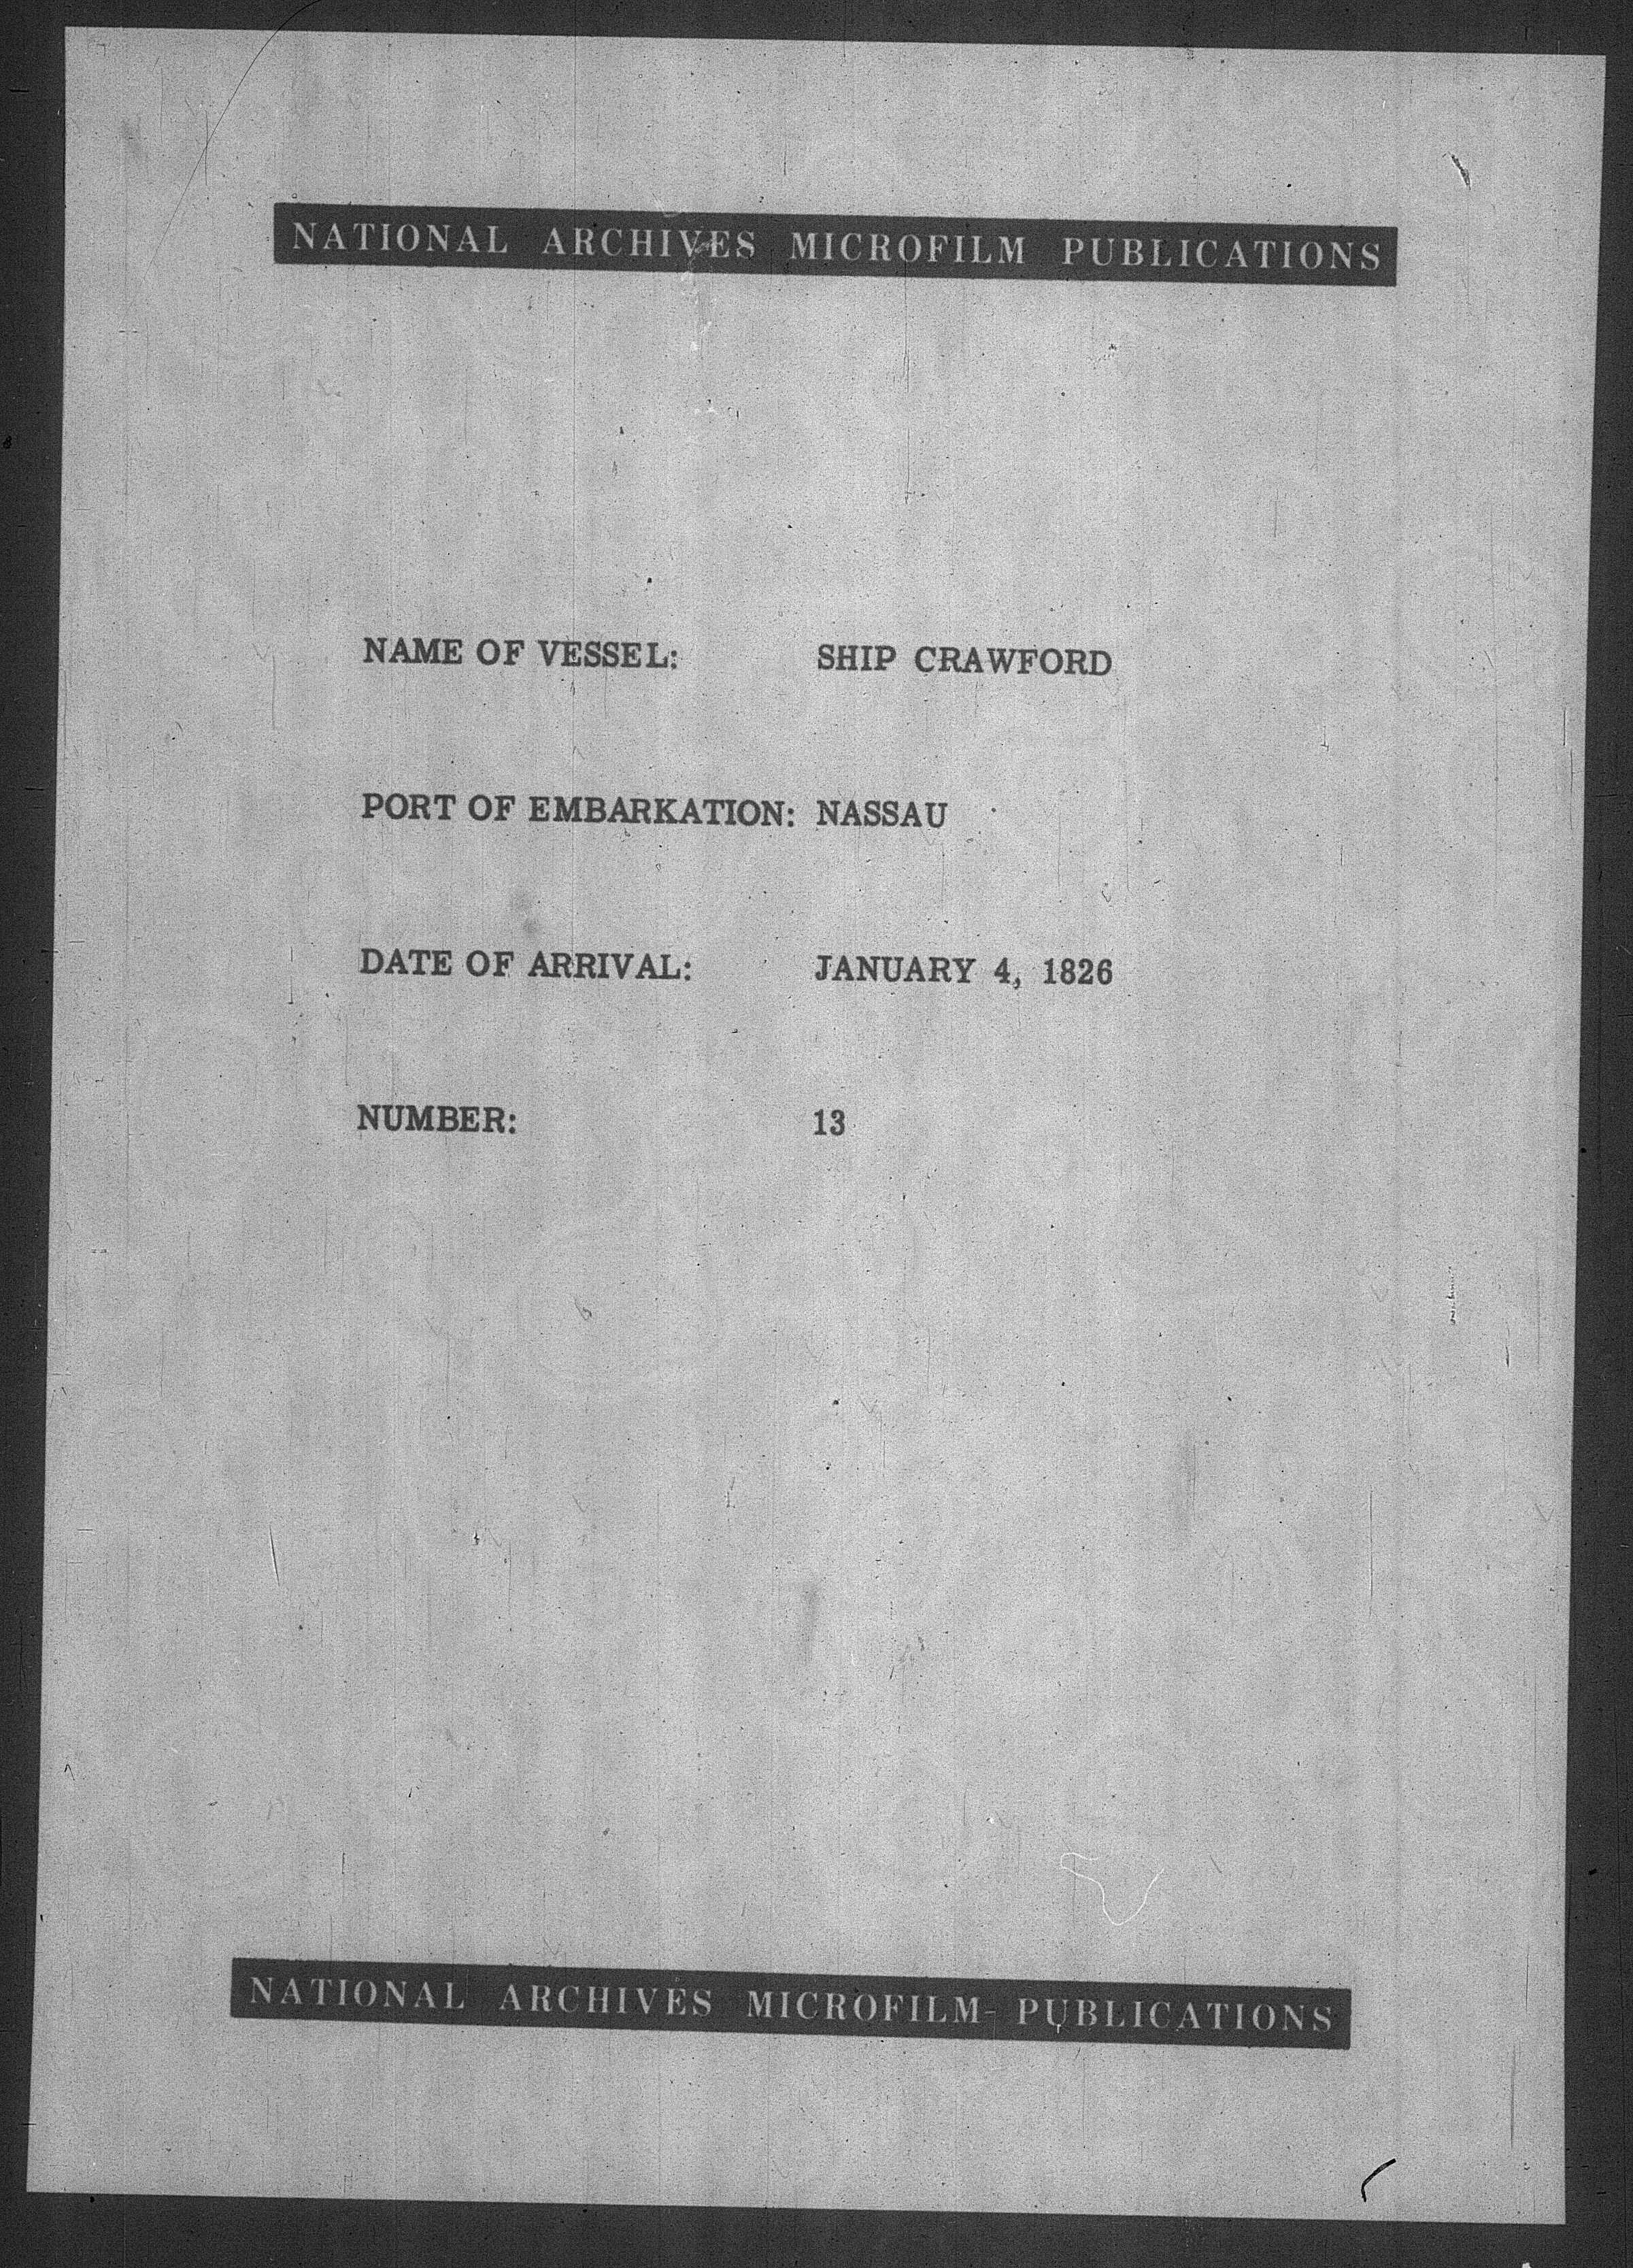 NATIONAL ARCHIVES MICROFILM PUBLICATIONS
NAME OF VESSEL: SHIP CRAWFORD
PORT OF EMBARKATION: NASSAU
DATE OF ARRIVAL: JANUARY 4, 1826
NUMBER: 13
NATIONAL ARCHIVES MICROFILM PUBLICATIONS